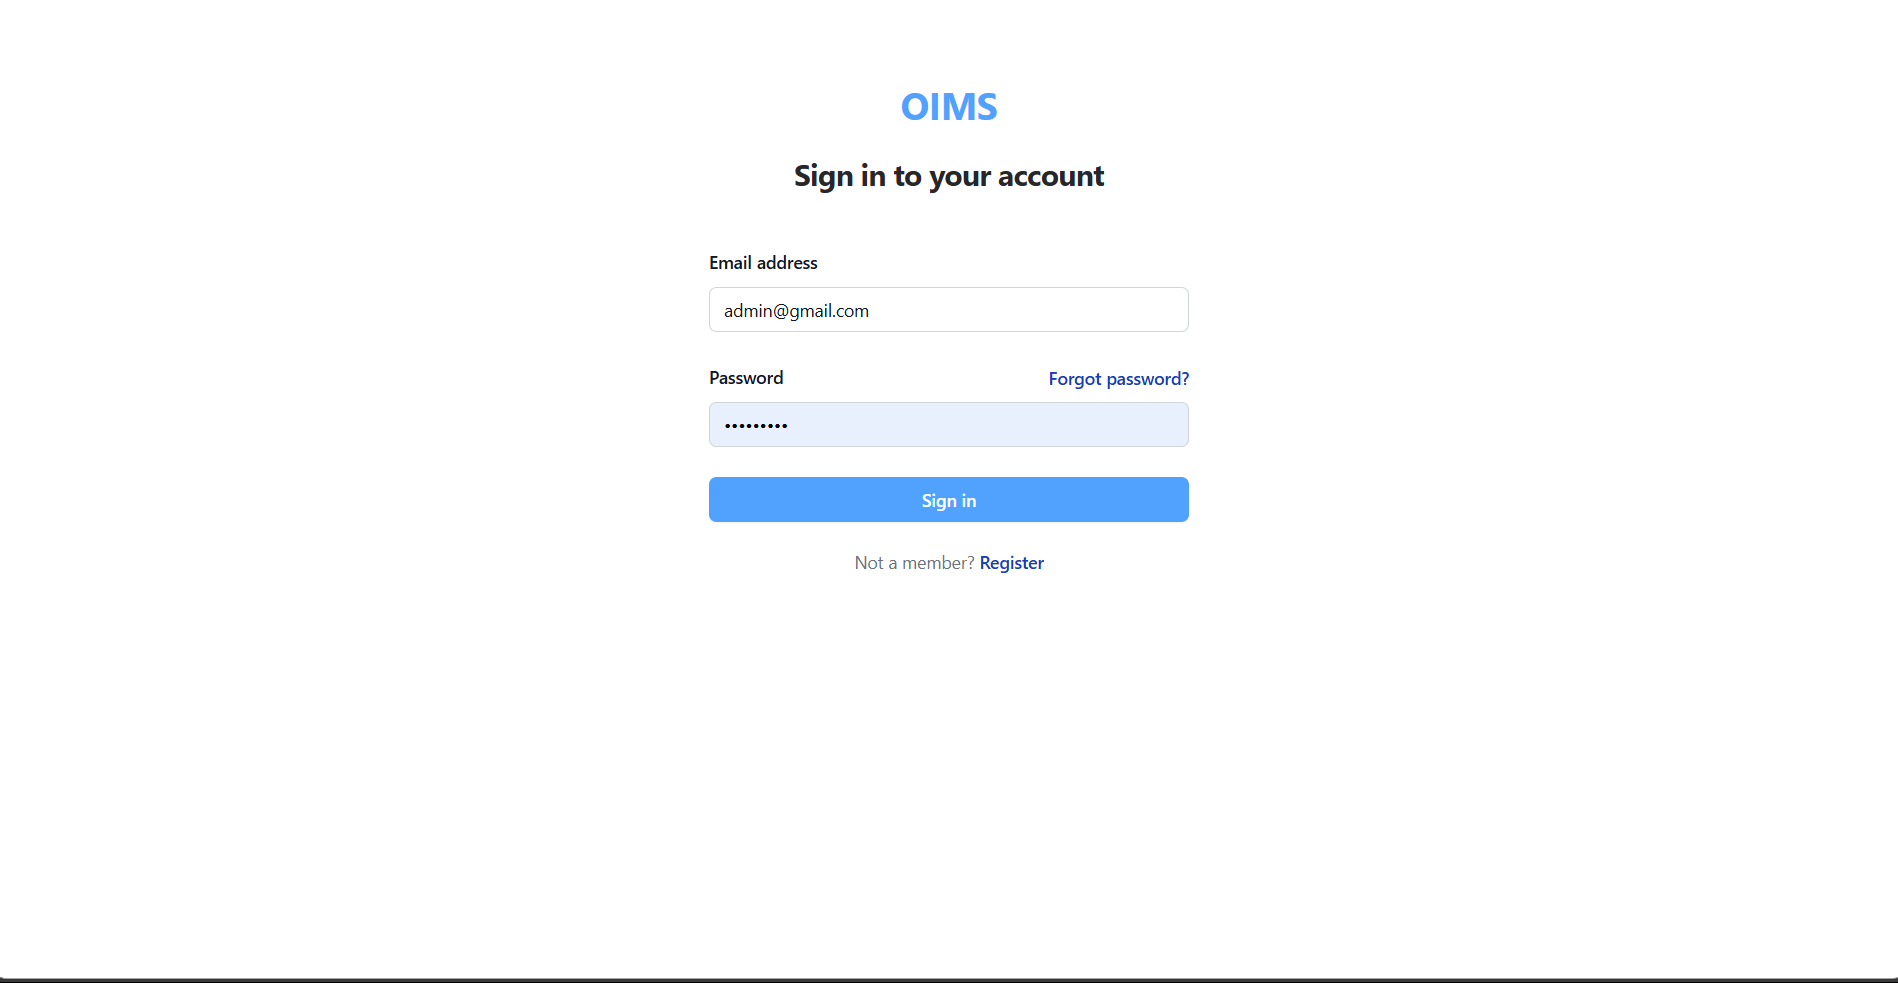 OIMS
Sign in to your account
Email address
admin@gmail.com
Password Forgot password?
•••••••••
Sign in
Not a member? Register